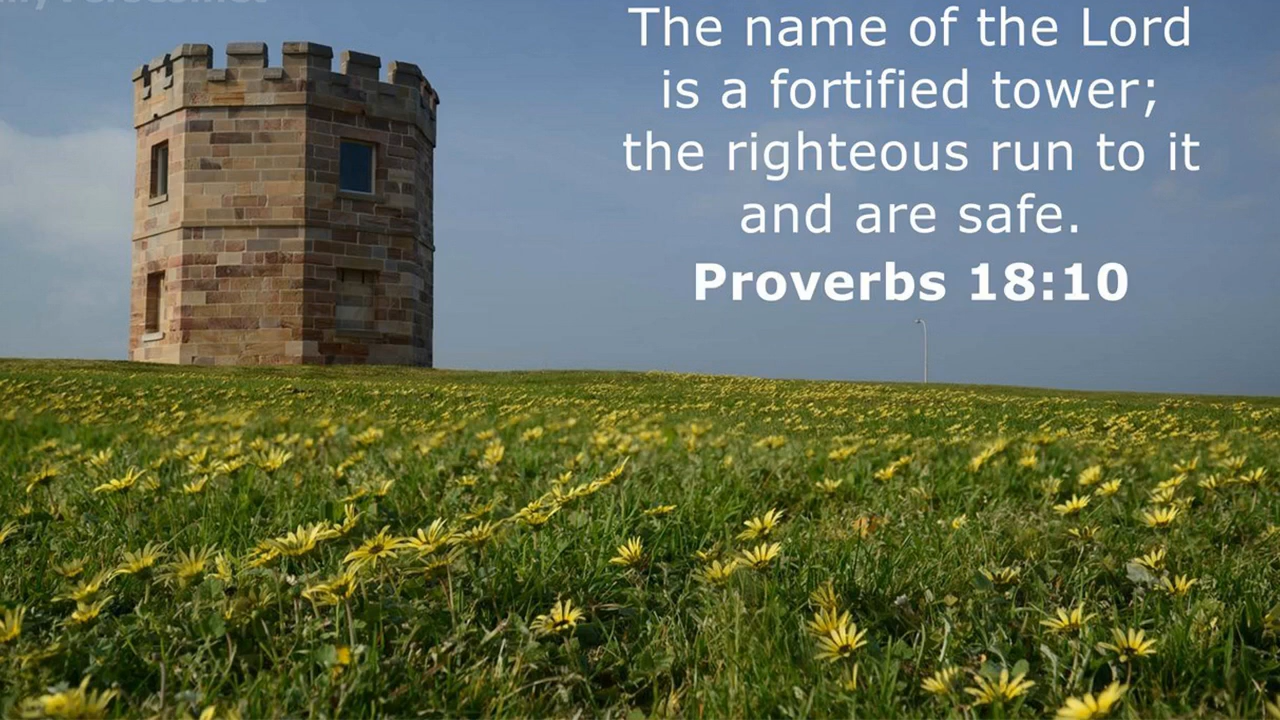 The name of the Lord
is a fortified tower;
the righteous run to it
and are safe.
Proverbs 18:10